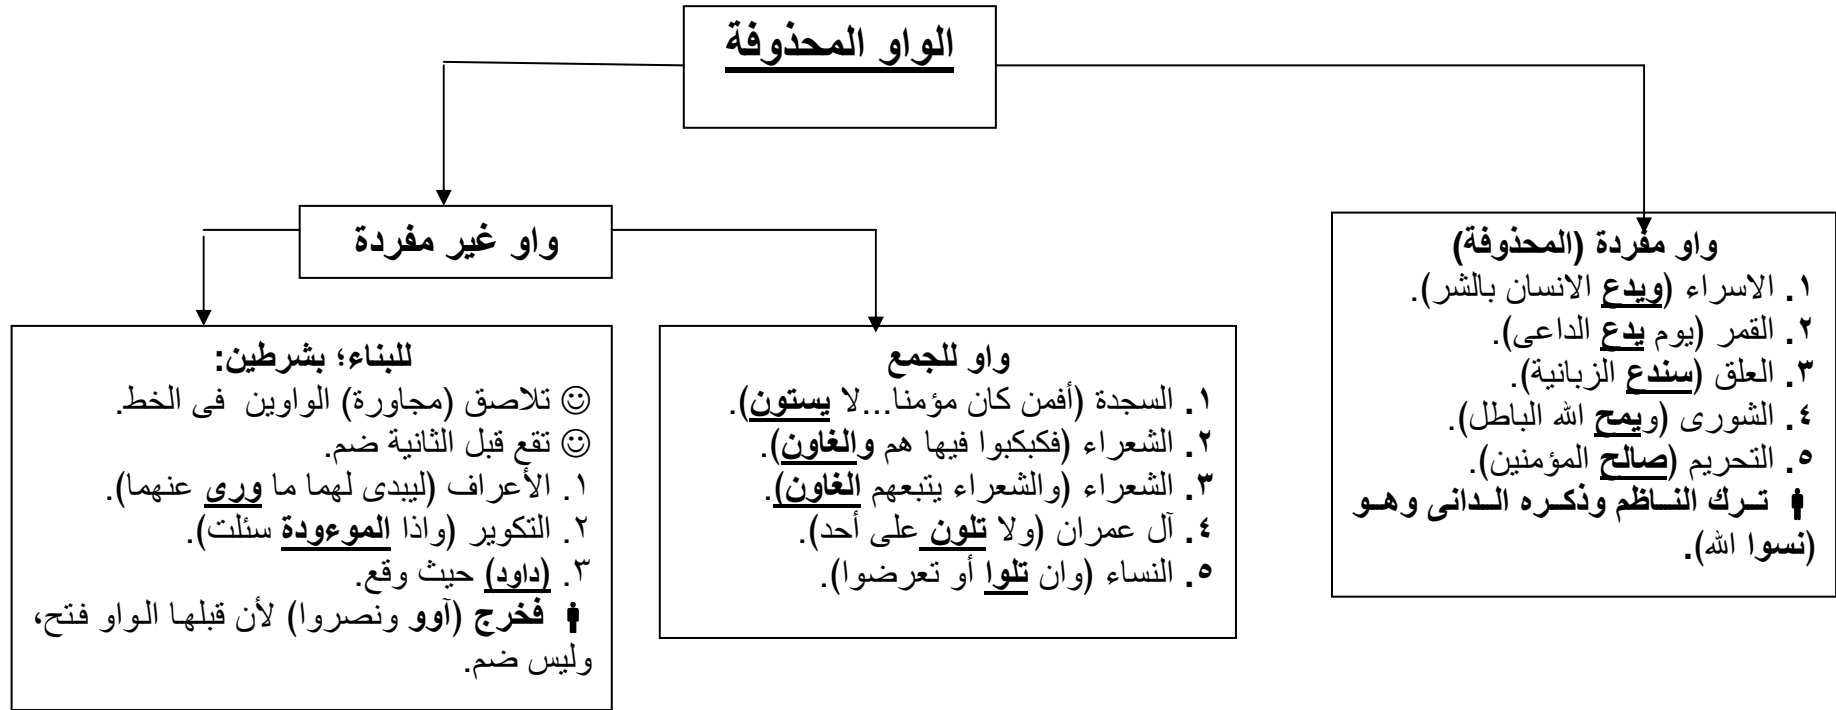 الواو المحذوفة
واو مفردة (المحذوفة)
١. الاسراء (ويدع الانسان بالشر).
٢. القمر (يوم يدع الداعى).
٣. العلق (سندع الزبانية).
٤. الشورى (ويمح الله الباطل).
٥. التحريم (صالح المؤمنين).
تـرك النـاظم وذكـره الـدانى وهـو
(نسوا الله).
واو غير مفردة
واو للجمع
١. السجدة (أفمن كان مؤمنا...لا يستون).
٢. الشعراء (فكبكبوا فيها هم والغاون).
٣. الشعراء (والشعراء يتبعهم الغاون).
٤. آل عمران (ولا تلون على أحد).
٥. النساء (وان تلوا أو تعرضوا).
للبناء؛ بشرطين:
☺ تلاصق (مجاورة) الواوين فى الخط.
☺ تقع قبل الثانية ضم.
١. الأعراف (ليبدى لهما ما ورى عنهما).
٢. التكوير (واذا الموءودة سئلت).
٣. (داود) حيث وقع.
فخرج (آوو ونصروا) لأن قبلها الواو فتح،
وليس ضم.